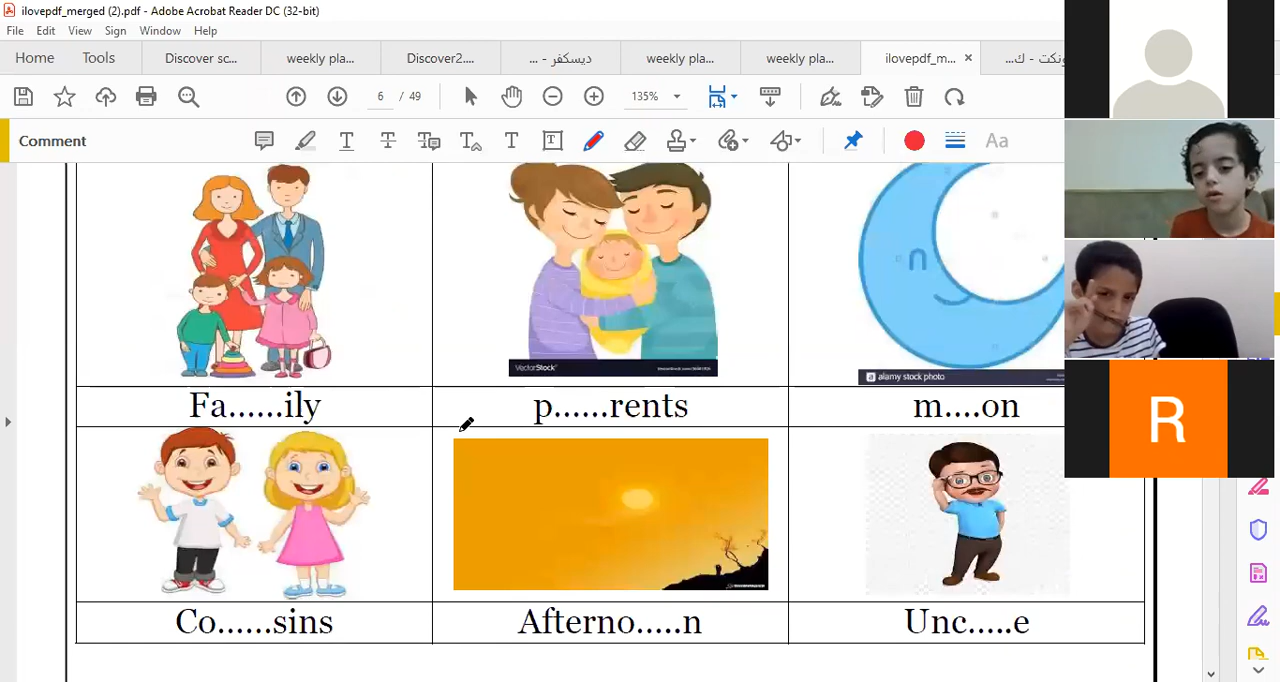 ilovepdf_merged (2).pdf - Adobe Acrobat Reader DC (32-bit)
File Edit View Sign Window Help
Home Tools Discover sc... weekly pla... Discover2.... ديسكفر - ... weekly pla... weekly pla... ilovepdf_m... ×
6 / 49 135%
Comment
Aa
VectorStock
alamy stock photo
Fa......ily p......rents m....on
Co......sins Afterno.....n Unc.....e
R